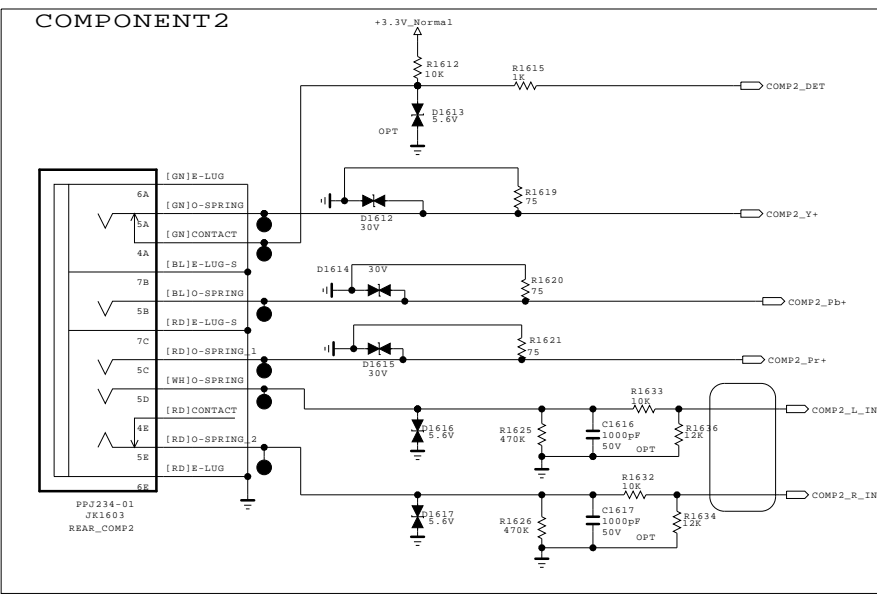 COMPONENT2
+3.3V_Normal
R1612
10K
R1615
1K
COMP2_DET
D1613
5.6V
OPT
[GN]E-LUG
6A
[GN]O-SPRING
5A
[GN]CONTACT
4A
[BL]E-LUG-S
7B
[BL]O-SPRING
5B
[RD]E-LUG-S
7C
[RD]O-SPRING_1
5C
[WH]O-SPRING
5D
[RD]CONTACT
4E
[RD]O-SPRING_2
5E
[RD]E-LUG
6E
PPJ234-01
JK1603
REAR_COMP2
R1619
75
D1612
30V
COMP2_Y+
D1614
30V
R1620
75
COMP2_Pb+
R1621
75
D1615
30V
COMP2_Pr+
R1633
10K
COMP2_L_IN
D1616
5.6V
R1625
470K
C1616
1000pF
50V
OPT
R1636
12K
R1632
10K
COMP2_R_IN
D1617
5.6V
R1626
470K
C1617
1000pF
50V
OPT
R1634
12K